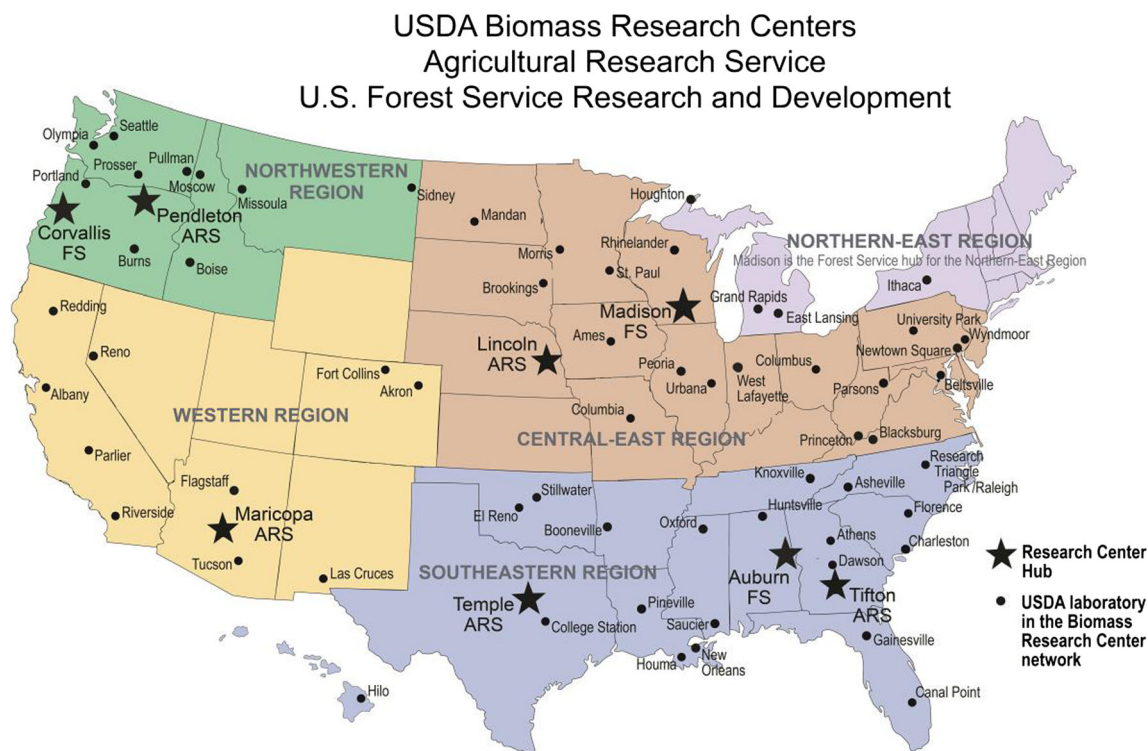 USDA Biomass Research Centers
Agricultural Research Service
U.S. Forest Service Research and Development
Olympia
Seattle
Prosser
Pullman
Portland
Moscow
NORTHWESTERN
REGION
Missoula
Sidney
Corvallis
FS
Pendleton
ARS
Burns
Boise
Mandan
Houghton
Morris
Rhinelander
St. Paul
NORTHERN-EAST REGION
Madison is the Forest Service hub for the Northern-East Region
Ithaca
Brookings
Madison
FS
Grand Rapids
East Lansing
Redding
Reno
Albany
Lincoln
ARS
Ames
Peoria
Urbana
West
Lafayette
Columbus
University Park
Wyndmoor
Newtown Square
Parsons
Beltsville
Fort Collins
Akron
WESTERN REGION
Columbia
CENTRAL-EAST REGION
Princeton
Blacksburg
Parlier
Riverside
Flagstaff
Maricopa
ARS
Tucson
Las Cruces
Stillwater
El Reno
Booneville
Knoxville
Asheville
Research
Triangle
Park/Raleigh
Huntsville
Oxford
Florence
Athens
Charleston
Dawson
SOUTHEASTERN REGION
Auburn
FS
Tifton
ARS
Temple
ARS
College Station
Pineville
Saucier
Houma
New
Orleans
Gainesville
Canal Point
Hilo
Research Center
Hub
USDA laboratory
in the Biomass
Research Center
network